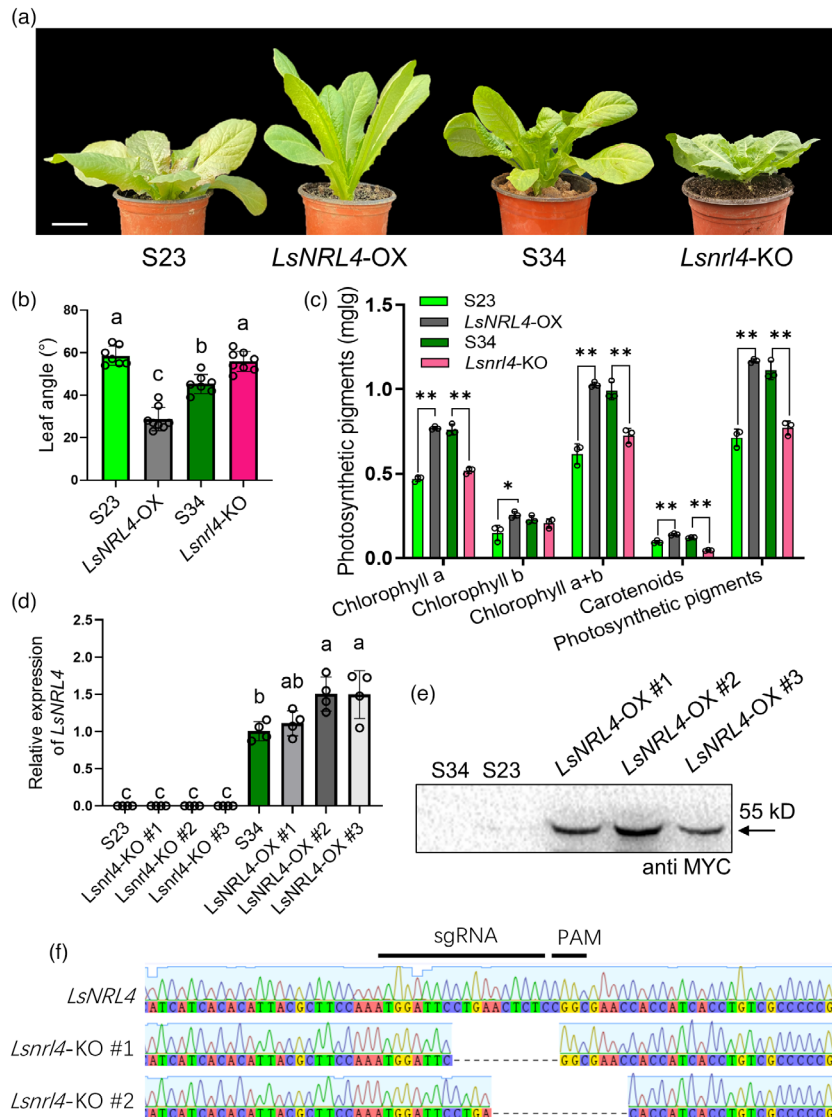 (a)
S23 LsNRL4-OX S34 Lsnrl4-KO
(b)
Leaf angle (°)
80
60
40
20
0
a
c
b
a
S23
LsNRL4-OX
S34
Lsnrl4-KO
(c)
Photosynthetic pigments (mg/g)
1.5
1.0
0.5
0.0
S23
LsNRL4-OX
S34
Lsnrl4-KO
** **
*
** **
** **
** **
Chlorophyll a
Chlorophyll b
Chlorophyll a+b
Carotenoids
Photosynthetic pigments
(d)
Relative expression
of LsNRL4
2.5
2.0
1.5
1.0
0.5
0.0
c c c c b ab a a
S23
Lsnrl4-KO #1
Lsnrl4-KO #2
Lsnrl4-KO #3
S34
LsNRL4-OX #1
LsNRL4-OX #2
LsNRL4-OX #3
(e)
S34 S23 LsNRL4-OX #1 LsNRL4-OX #2 LsNRL4-OX #3
55 kD
anti MYC
(f)
sgRNA PAM
LsNRL4
ATCATCACACATTACGCTTCCAAATGGATTCCTGAACTCTCCGGCGAACCACCATCACCTGTCGCCCCCG
Lsnrl4-KO #1
ATCATCACACATTACGCTTCCAAATGGATTC-----------GGCGAACCACCATCACCTGTCGCCCCCG
Lsnrl4-KO #2
ATCATCACACATTACGCTTCCAAATGGATTCCTGA--------------CACCATCACCTGTCGCCCCCG